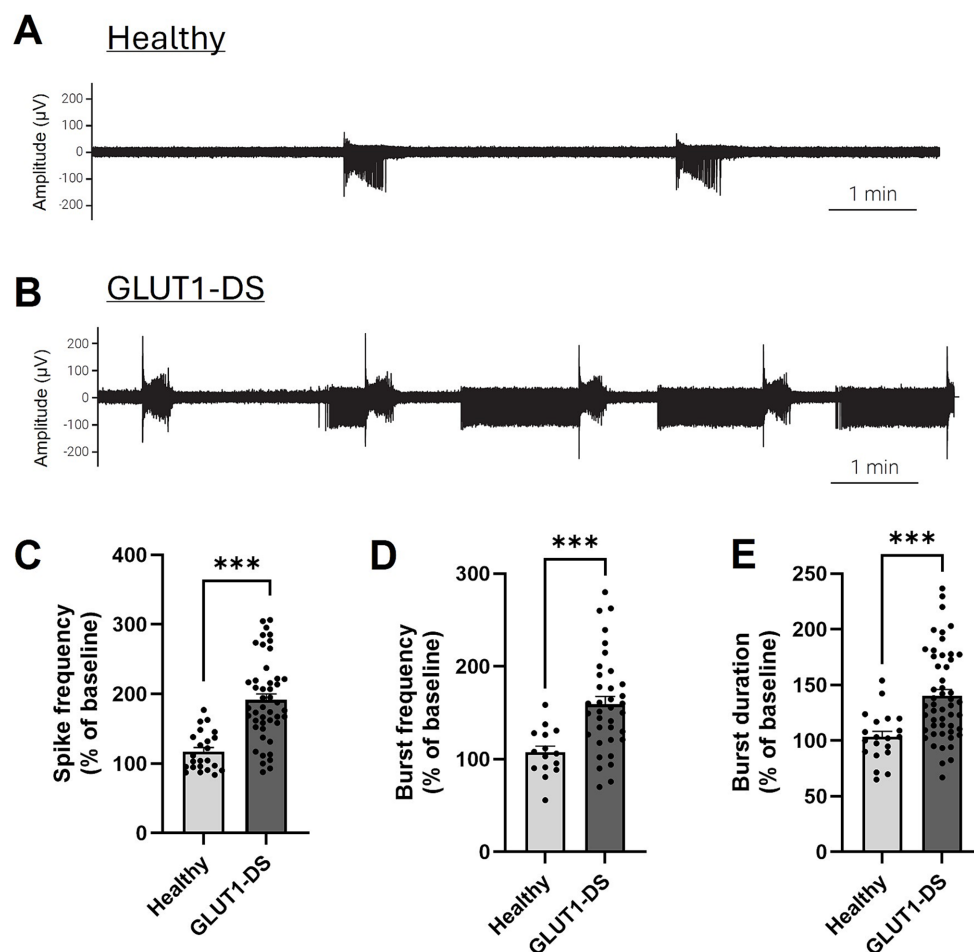 A
Healthy
Amplitude (µV)
200
100
0
-100
-200
1 min
B
GLUT1-DS
Amplitude (µV)
200
100
0
-100
-200
1 min
C
Spike frequency
(% of baseline)
400
300
200
100
0
***
Healthy
GLUT1-DS
D
Burst frequency
(% of baseline)
300
200
100
0
***
Healthy
GLUT1-DS
E
Burst duration
(% of baseline)
250
200
150
100
50
0
***
Healthy
GLUT1-DS